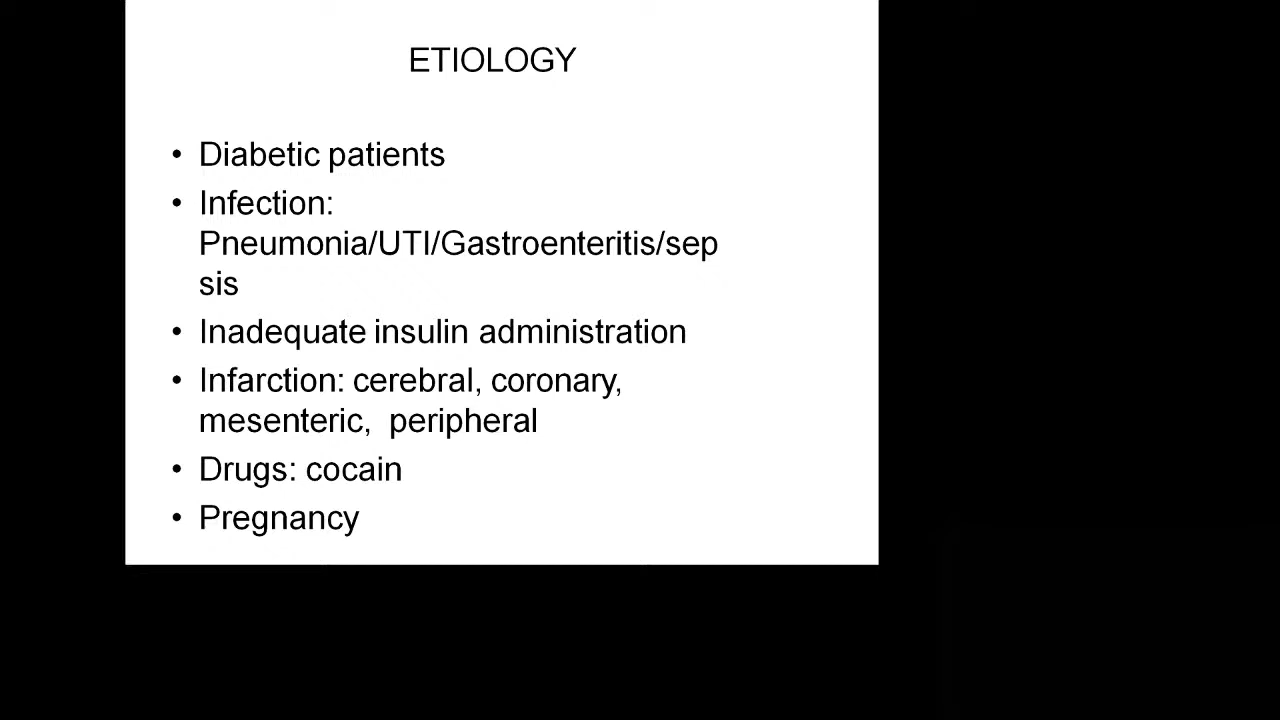 ETIOLOGY
• Diabetic patients
• Infection:
Pneumonia/UTI/Gastroenteritis/sep
sis
• Inadequate insulin administration
• Infarction: cerebral, coronary,
mesenteric,  peripheral
• Drugs: cocain
• Pregnancy